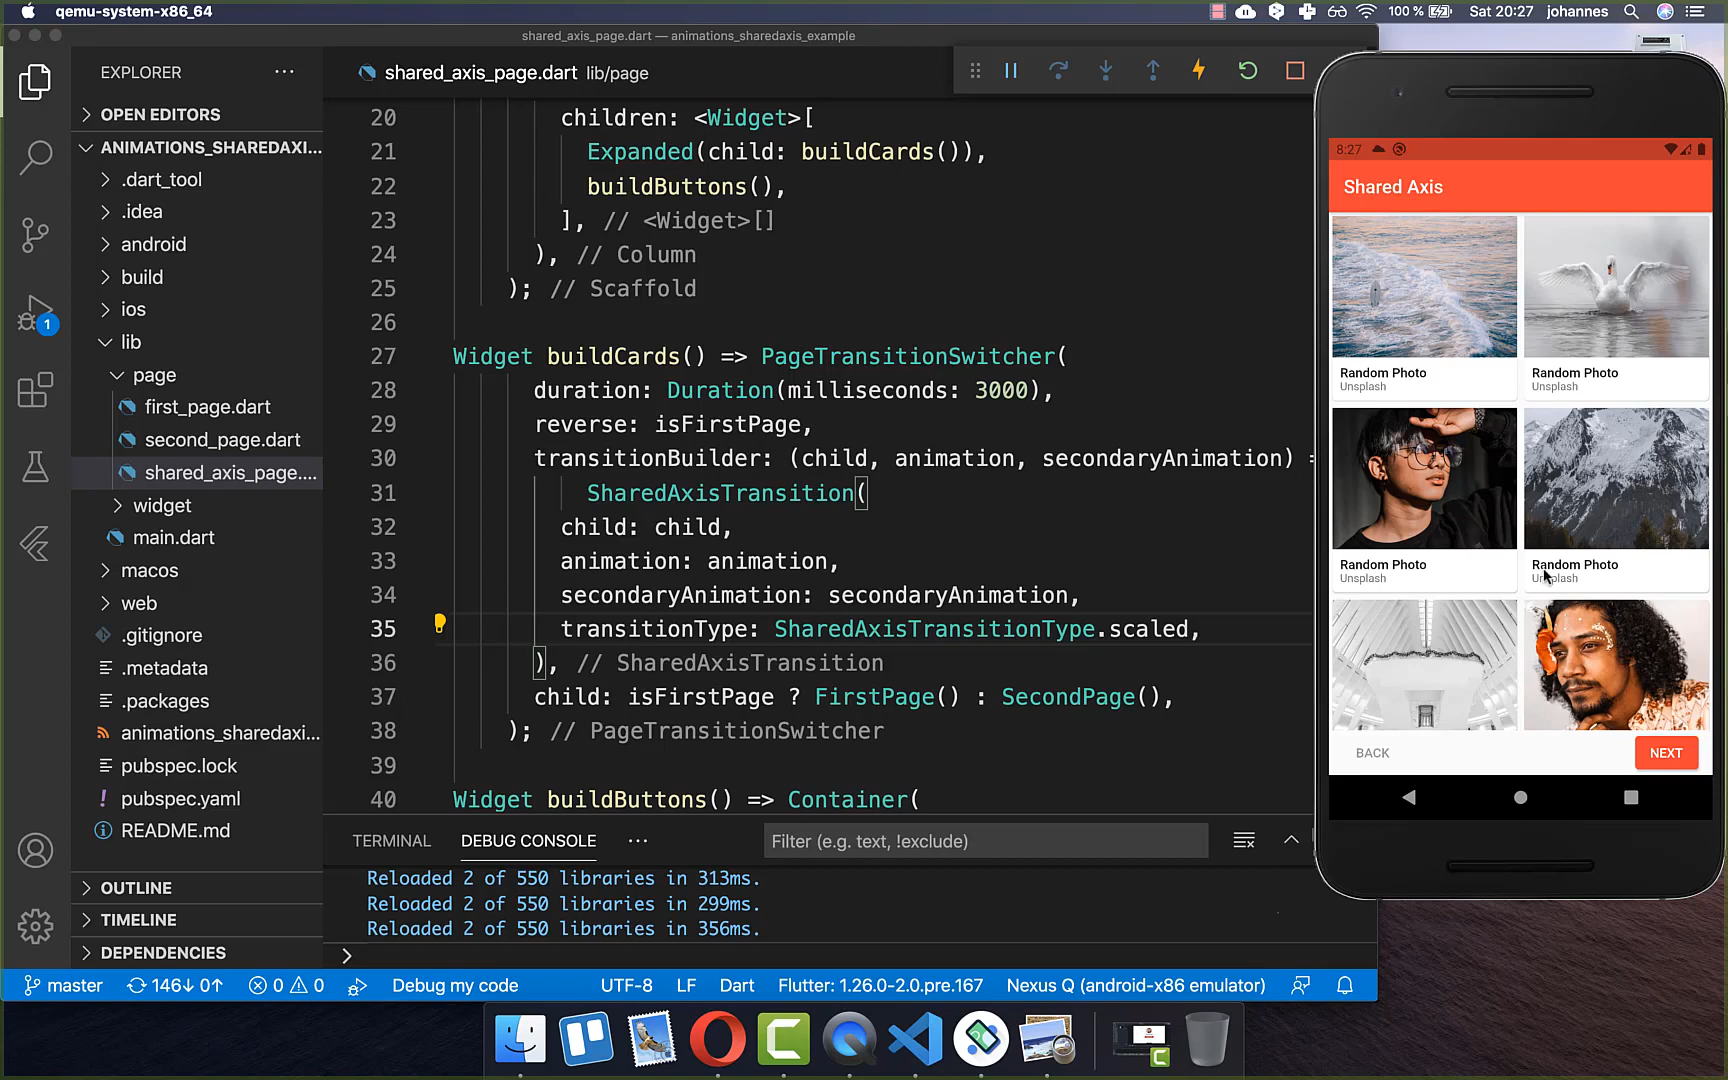 qemu-system-x86_64
100 %
Sat 20:27
johannes
shared_axis_page.dart — animations_sharedaxis_example
EXPLORER
shared_axis_page.dart lib/page
OPEN EDITORS
ANIMATIONS_SHAREDAXI...
.dart_tool
.idea
android
build
ios
lib
page
first_page.dart
second_page.dart
shared_axis_page....
widget
main.dart
macos
web
.gitignore
.metadata
.packages
animations_sharedaxi...
pubspec.lock
pubspec.yaml
README.md
OUTLINE
TIMELINE
DEPENDENCIES
1
20 children: <Widget>[
21 Expanded(child: buildCards()),
22 buildButtons(),
23 ], // <Widget>[]
24 ), // Column
25 ); // Scaffold
26
27 Widget buildCards() => PageTransitionSwitcher(
28 duration: Duration(milliseconds: 3000),
29 reverse: isFirstPage,
30 transitionBuilder: (child, animation, secondaryAnimation) =
31 SharedAxisTransition(
32 child: child,
33 animation: animation,
34 secondaryAnimation: secondaryAnimation,
35 transitionType: SharedAxisTransitionType.scaled,
36 ), // SharedAxisTransition
37 child: isFirstPage ? FirstPage() : SecondPage(),
38 ); // PageTransitionSwitcher
39
40 Widget buildButtons() => Container(
TERMINAL
DEBUG CONSOLE
Filter (e.g. text, !exclude)
Reloaded 2 of 550 libraries in 313ms.
Reloaded 2 of 550 libraries in 299ms.
Reloaded 2 of 550 libraries in 356ms.
master
146↓ 0↑
0
0
Debug my code
UTF-8
LF
Dart
Flutter: 1.26.0-2.0.pre.167
Nexus Q (android-x86 emulator)
8:27
Shared Axis
Random Photo
Unsplash
Random Photo
Unsplash
Random Photo
Unsplash
Random Photo
Unsplash
BACK
NEXT